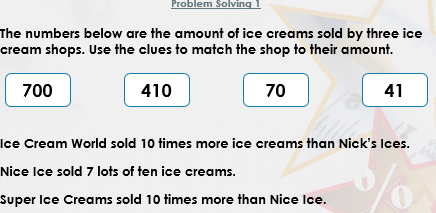 Problem Solving 1
The numbers below are the amount of ice creams sold by three ice
cream shops. Use the clues to match the shop to their amount.
700 410 70 41
Ice Cream World sold 10 times more ice creams than Nick's Ices.
Nice Ice sold 7 lots of ten ice creams.
Super Ice Creams sold 10 times more than Nice Ice.